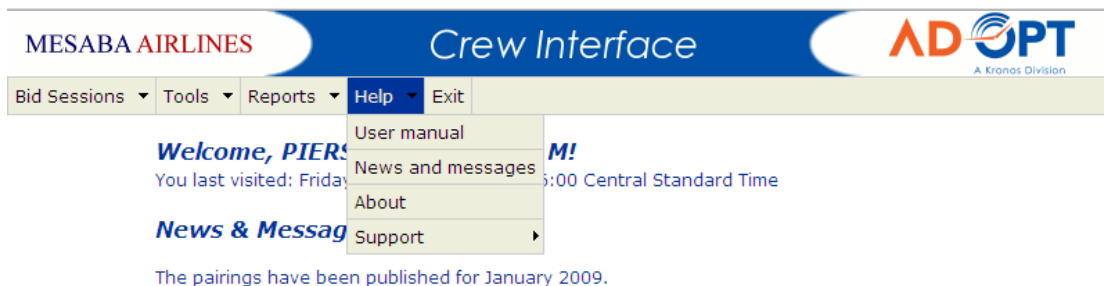 MESABA AIRLINES Crew Interface ADOPT
A Kronos Division
Bid Sessions Tools Reports Help Exit
User manual
Welcome, PIERS M!
News and messages
You last visited: Friday :00 Central Standard Time
About
News & Messag
Support
The pairings have been published for January 2009.